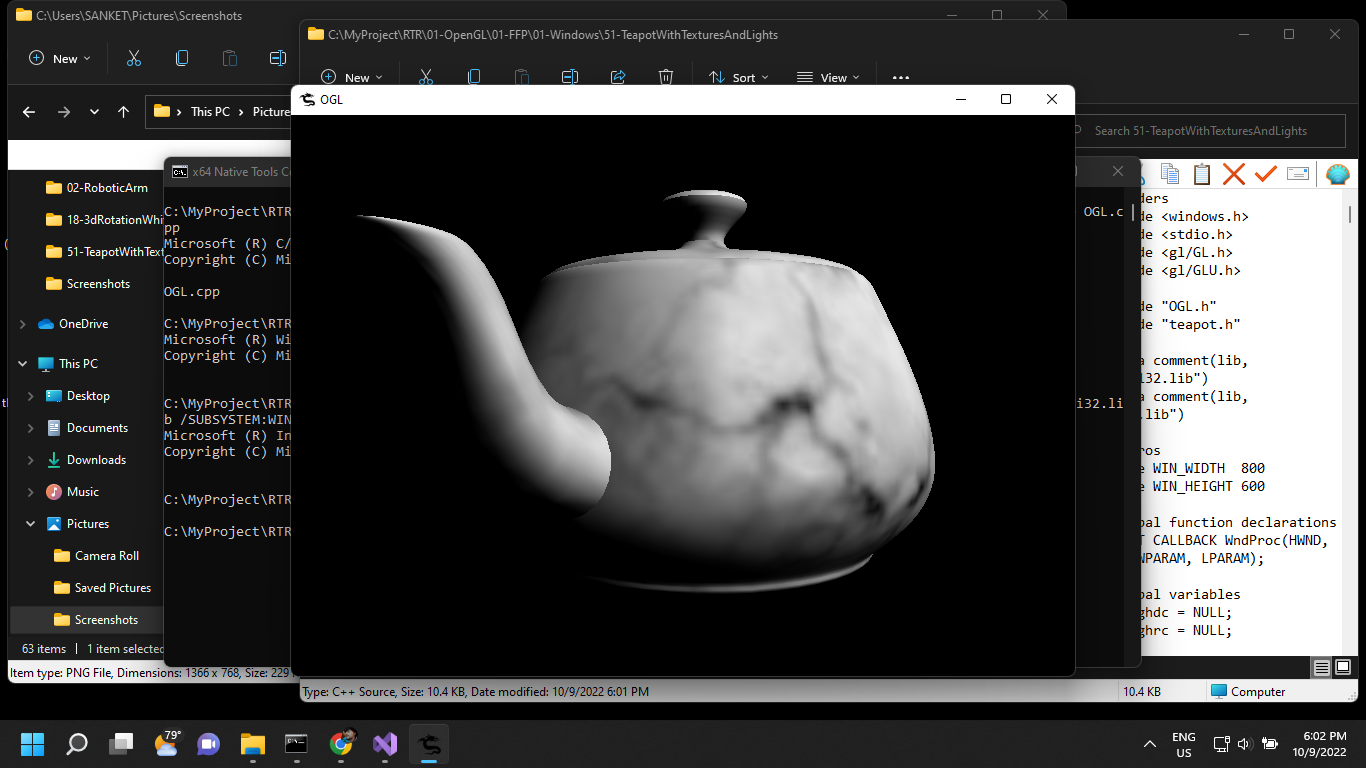 C:\Users\SANKET\Pictures\Screenshots
New
This PC
Picture
02-RoboticArm
18-3dRotationWhi
51-TeapotWithText
Screenshots
OneDrive
This PC
Desktop
Documents
Downloads
Music
Pictures
Camera Roll
Saved Pictures
Screenshots
63 items
1 item selected
Item type: PNG File, Dimensions: 1366 x 768, Size: 229
C:\MyProject\RTR\01-OpenGL\01-FFP\01-Windows\51-TeapotWithTexturesAndLights
New
Sort
View
Search 51-TeapotWithTexturesAndLights
OGL
x64 Native Tools Co
C:\MyProject\RTR
OGL.c
pp
Microsoft (R) C/
Copyright (C) Mi
OGL.cpp
C:\MyProject\RTR
Microsoft (R) Wi
Copyright (C) Mi
C:\MyProject\RTR
i32.li
b /SUBSYSTEM:WIN
Microsoft (R) In
Copyright (C) Mi
C:\MyProject\RTR
C:\MyProject\RTR
ders
de <windows.h>
de <stdio.h>
de <gl/GL.h>
de <gl/GLU.h>
de "OGL.h"
de "teapot.h"
a comment(lib,
i32.lib")
a comment(lib,
.lib")
ros
e WIN_WIDTH  800
e WIN_HEIGHT 600
bal function declarations
T CALLBACK WndProc(HWND,
WPARAM, LPARAM);
bal variables
ghdc = NULL;
ghrc = NULL;
Type: C++ Source, Size: 10.4 KB, Date modified: 10/9/2022 6:01 PM
10.4 KB
Computer
79°
ENG
US
6:02 PM
10/9/2022